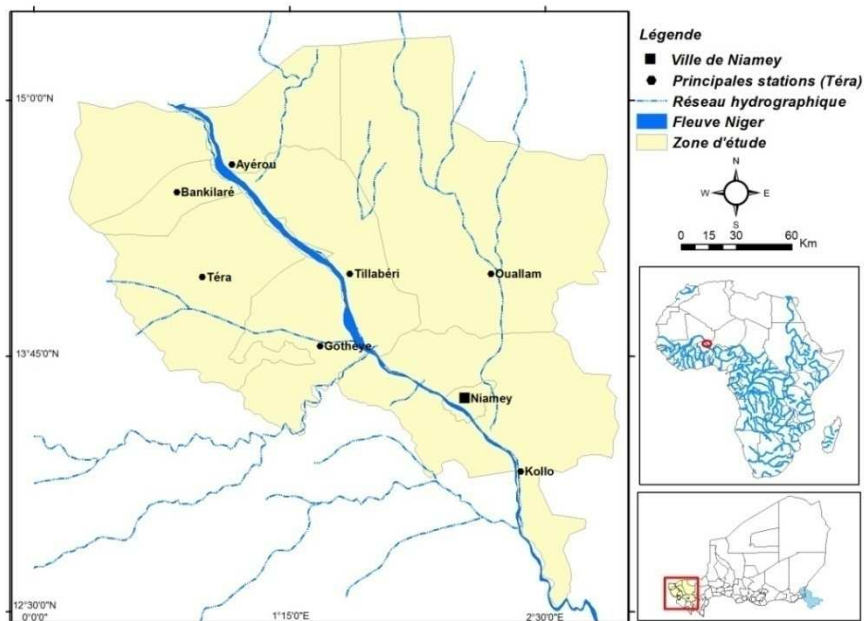 Légende
Ville de Niamey
Principales stations (Téra)
Réseau hydrographique
Fleuve Niger
Zone d'étude
N
W
E
S
0 15 30 60
Km
15°0'0"N
Ayérou
Bankilaré
Téra
Tillabéri
Ouallam
13°45'0"N
Gothèye
Niamey
Kollo
12°30'0"N
0°0'0"
1°15'0"E
2°30'0"E